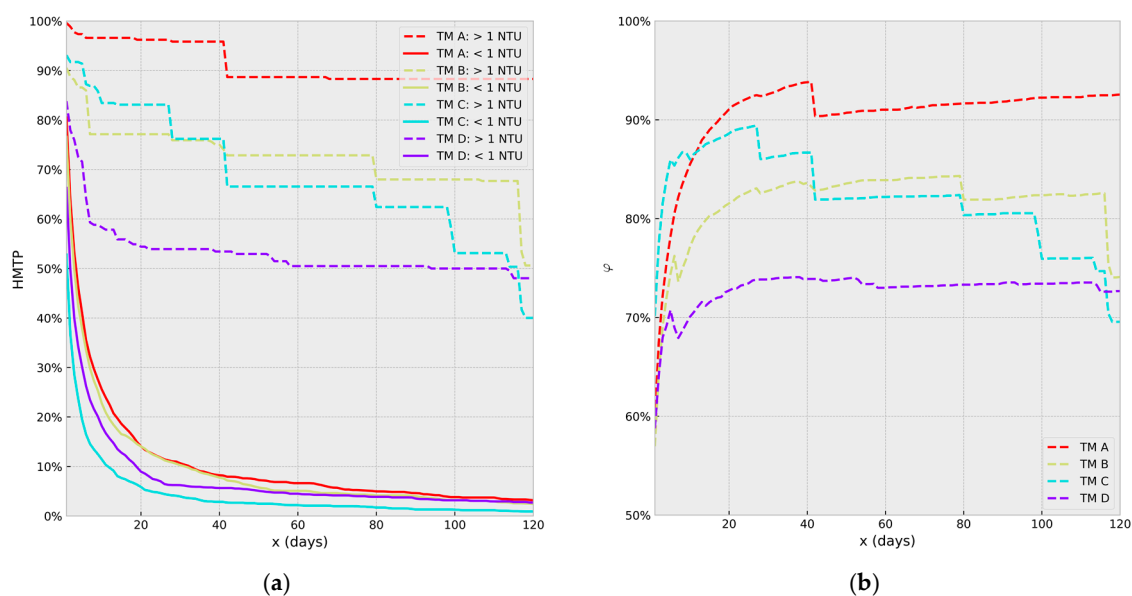 100%
90%
80%
70%
60%
50%
40%
30%
20%
10%
0%
HMTP
TM A: > 1 NTU
TM A: < 1 NTU
TM B: > 1 NTU
TM B: < 1 NTU
TM C: > 1 NTU
TM C: < 1 NTU
TM D: > 1 NTU
TM D: < 1 NTU
20 40 60 80 100 120
x (days)
(a)
100%
90%
80%
70%
60%
50%
φ
TM A
TM B
TM C
TM D
20 40 60 80 100 120
x (days)
(b)